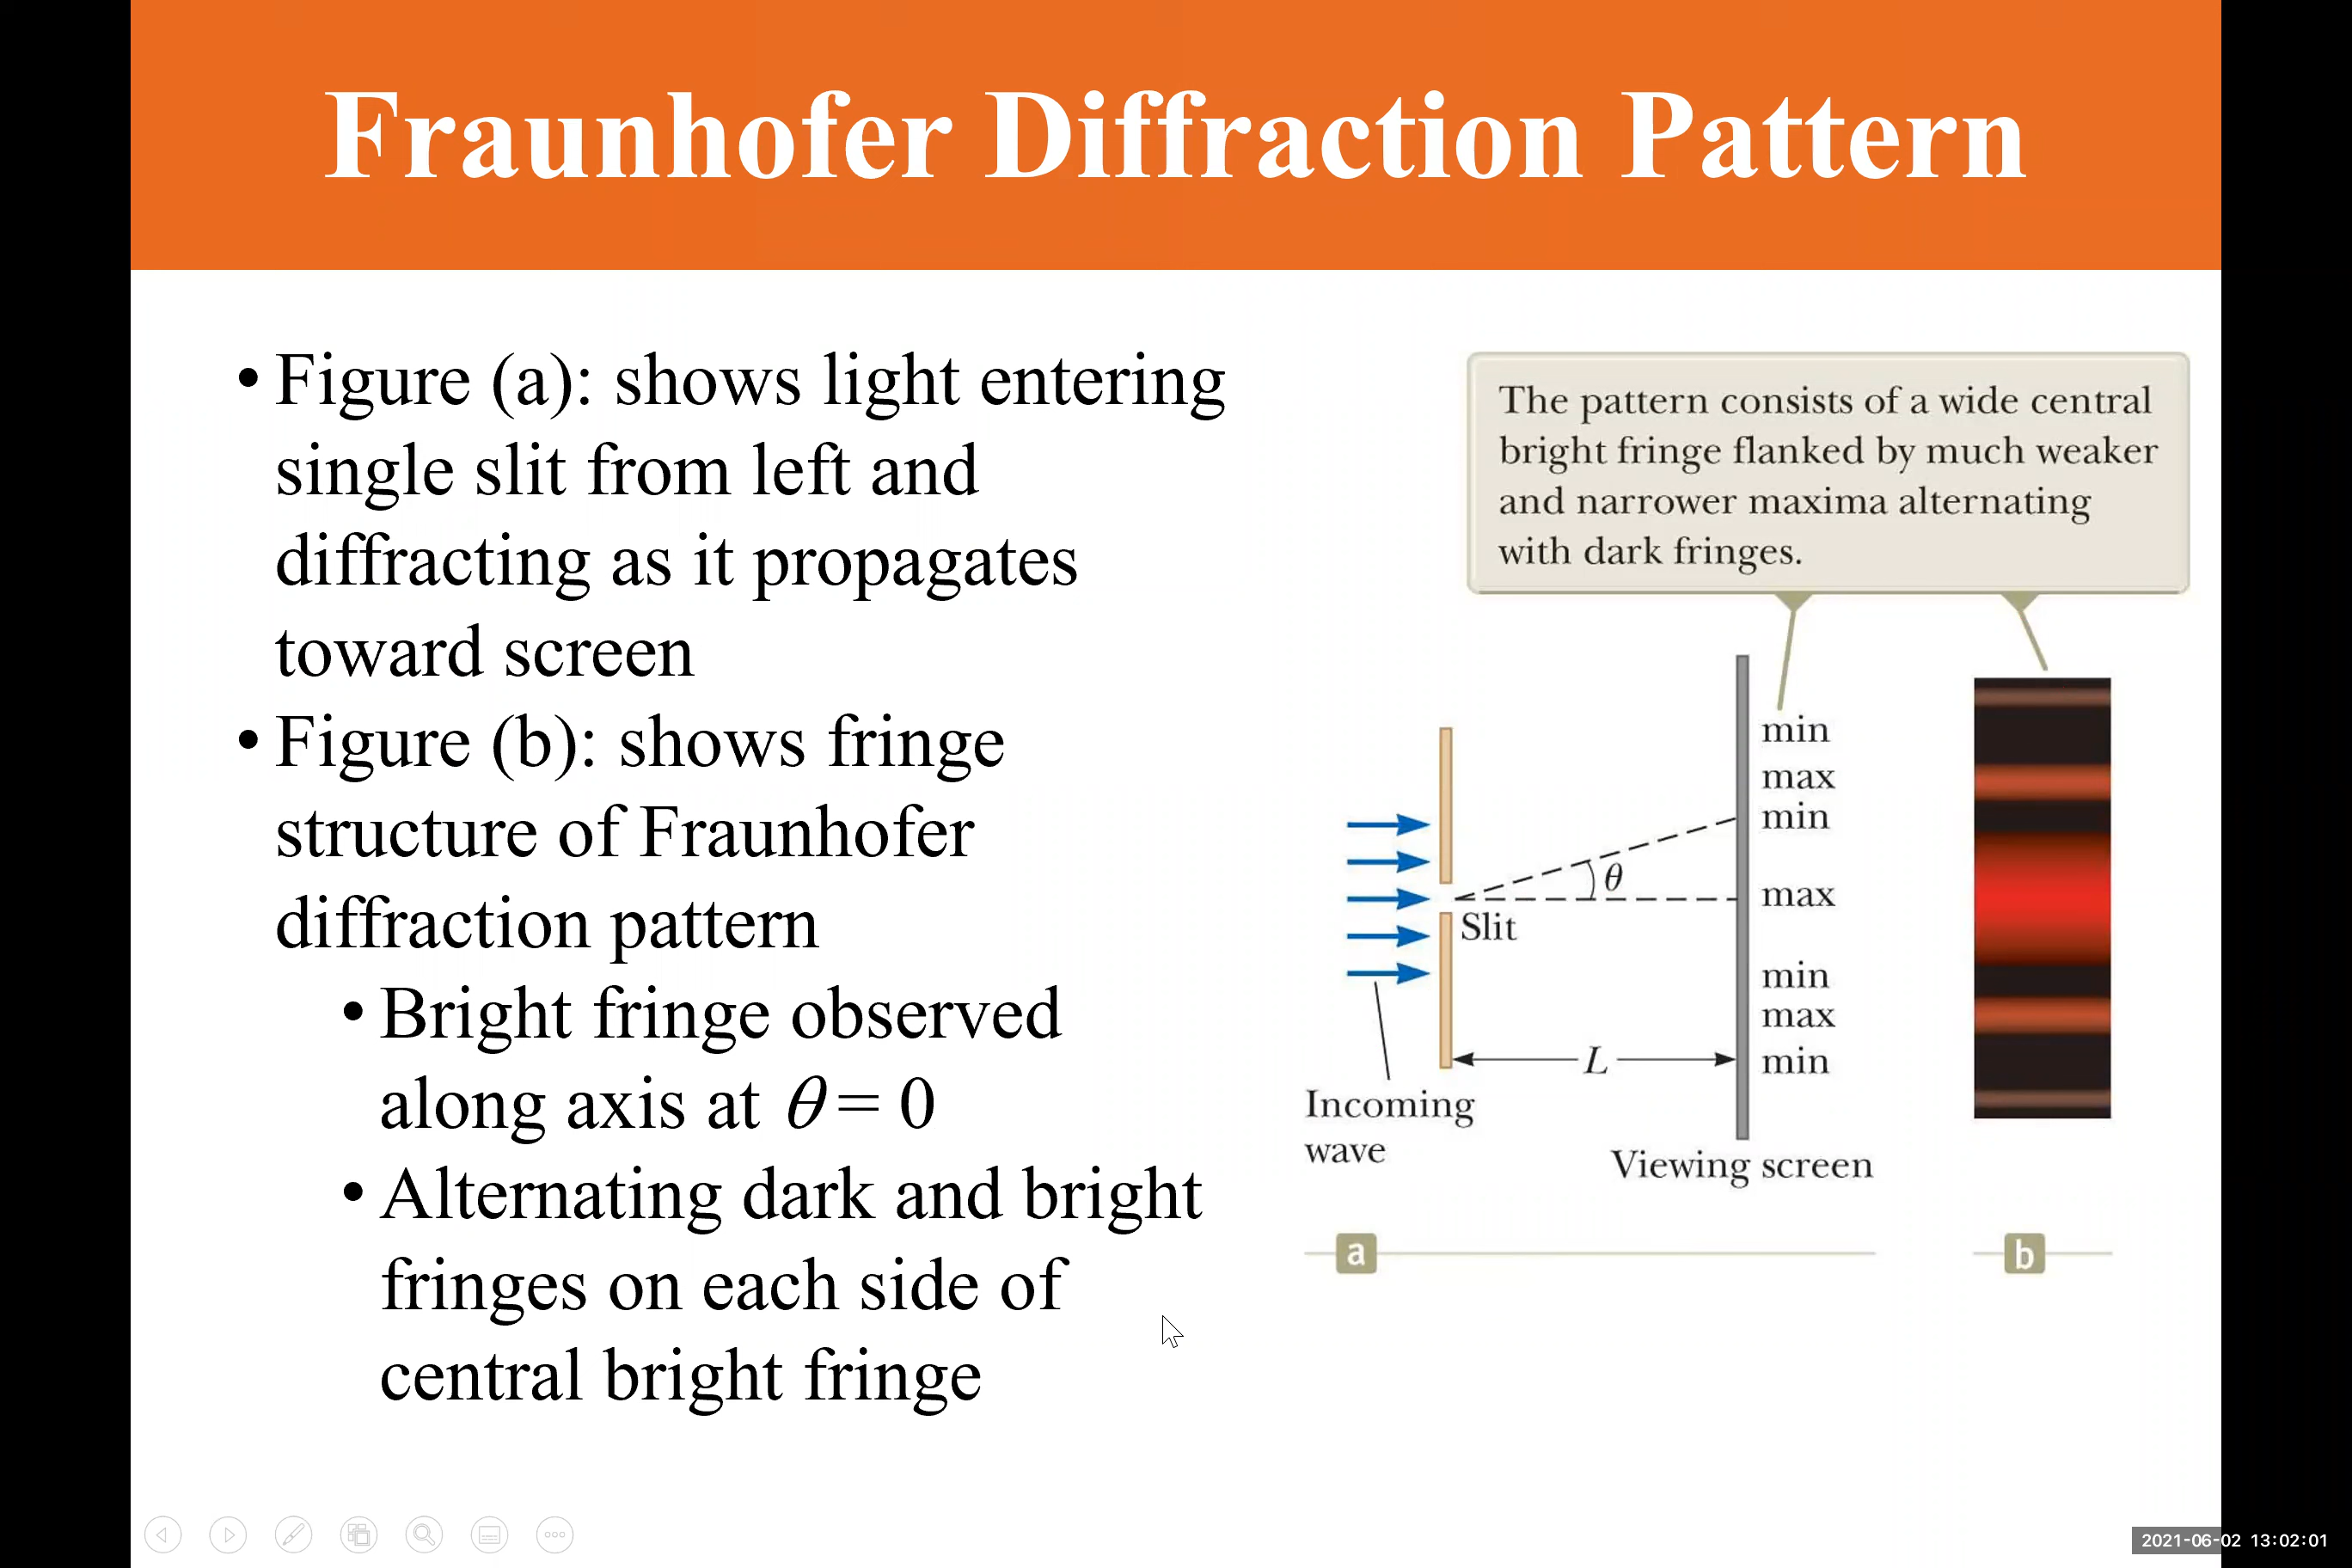 Fraunhofer Diffraction Pattern
• Figure (a): shows light entering
single slit from left and
diffracting as it propagates
toward screen
• Figure (b): shows fringe
structure of Fraunhofer
diffraction pattern
• Bright fringe observed
along axis at θ = 0
• Alternating dark and bright
fringes on each side of
central bright fringe
The pattern consists of a wide central
bright fringe flanked by much weaker
and narrower maxima alternating
with dark fringes.
min
max
min
θ
max
Slit
min
max
L
min
Incoming
wave
Viewing screen
a
b
2021-06-02 13:02:01